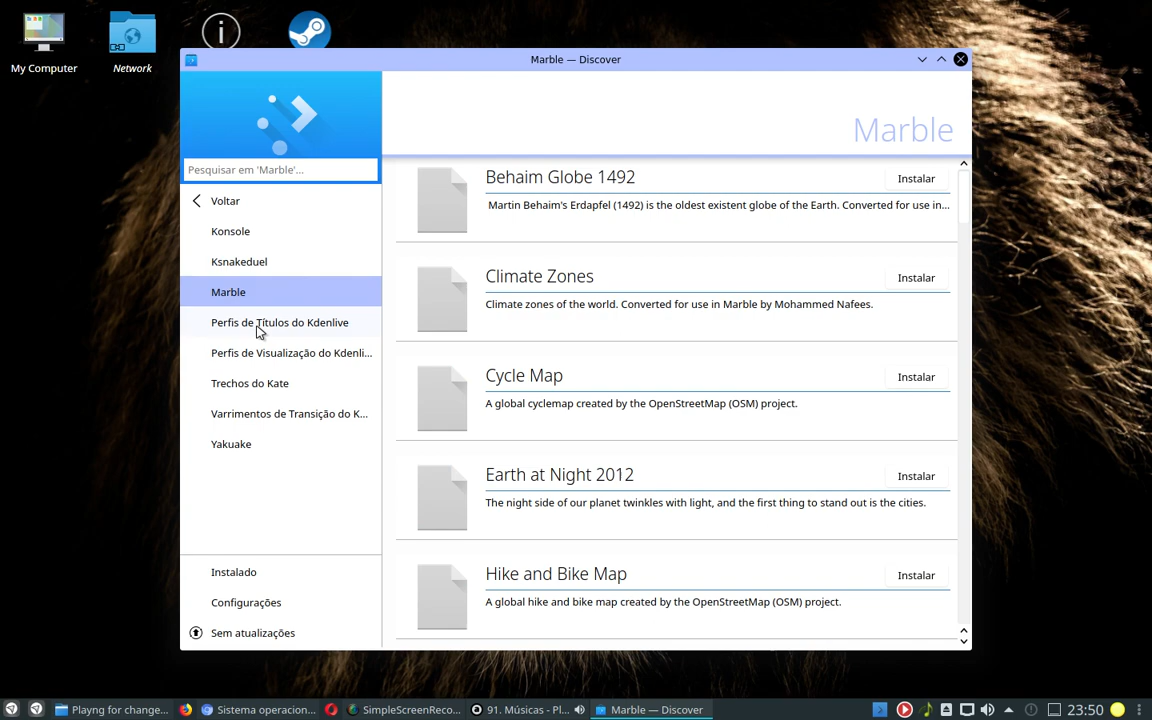 My Computer
Network
Marble — Discover
Marble
Pesquisar em 'Marble'...
Voltar
Konsole
Ksnakeduel
Marble
Perfis de Títulos do Kdenlive
Perfis de Visualização do Kdenli...
Trechos do Kate
Varrimentos de Transição do K...
Yakuake
Instalado
Configurações
Sem atualizações
Behaim Globe 1492
Instalar
Martin Behaim's Erdapfel (1492) is the oldest existent globe of the Earth. Converted for use in...
Climate Zones
Instalar
Climate zones of the world. Converted for use in Marble by Mohammed Nafees.
Cycle Map
Instalar
A global cyclemap created by the OpenStreetMap (OSM) project.
Earth at Night 2012
Instalar
The night side of our planet twinkles with light, and the first thing to stand out is the cities.
Hike and Bike Map
Instalar
A global hike and bike map created by the OpenStreetMap (OSM) project.
Playng for change...
Sistema operacion...
SimpleScreenReco...
91. Músicas - Pl...
Marble — Discover
23:50